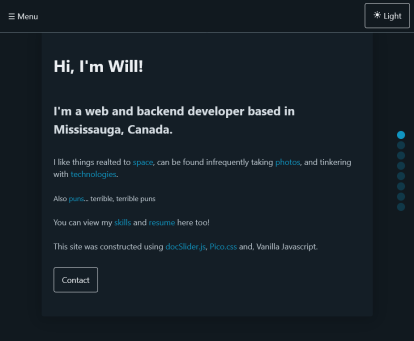 ☰ Menu
☀ Light
Hi, I'm Will!
I'm a web and backend developer based in
Mississauga, Canada.
I like things realted to space, can be found infrequently taking photos, and tinkering
with technologies.
Also puns... terrible, terrible puns
You can view my skills and resume here too!
This site was constructed using docSlider.js, Pico.css and, Vanilla Javascript.
Contact